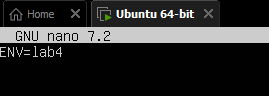 Home Ubuntu 64-bit
GNU nano 7.2
ENV=lab4